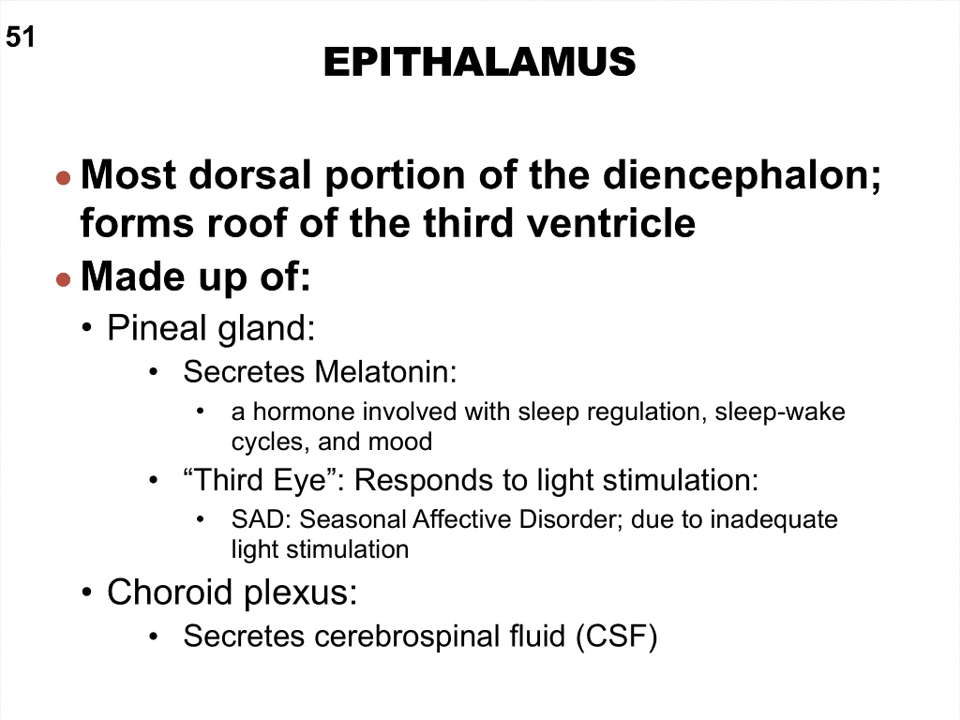 51
EPITHALAMUS
• Most dorsal portion of the diencephalon;
forms roof of the third ventricle
• Made up of:
• Pineal gland:
• Secretes Melatonin:
• a hormone involved with sleep regulation, sleep-wake
cycles, and mood
• “Third Eye”: Responds to light stimulation:
• SAD: Seasonal Affective Disorder; due to inadequate
light stimulation
• Choroid plexus:
• Secretes cerebrospinal fluid (CSF)